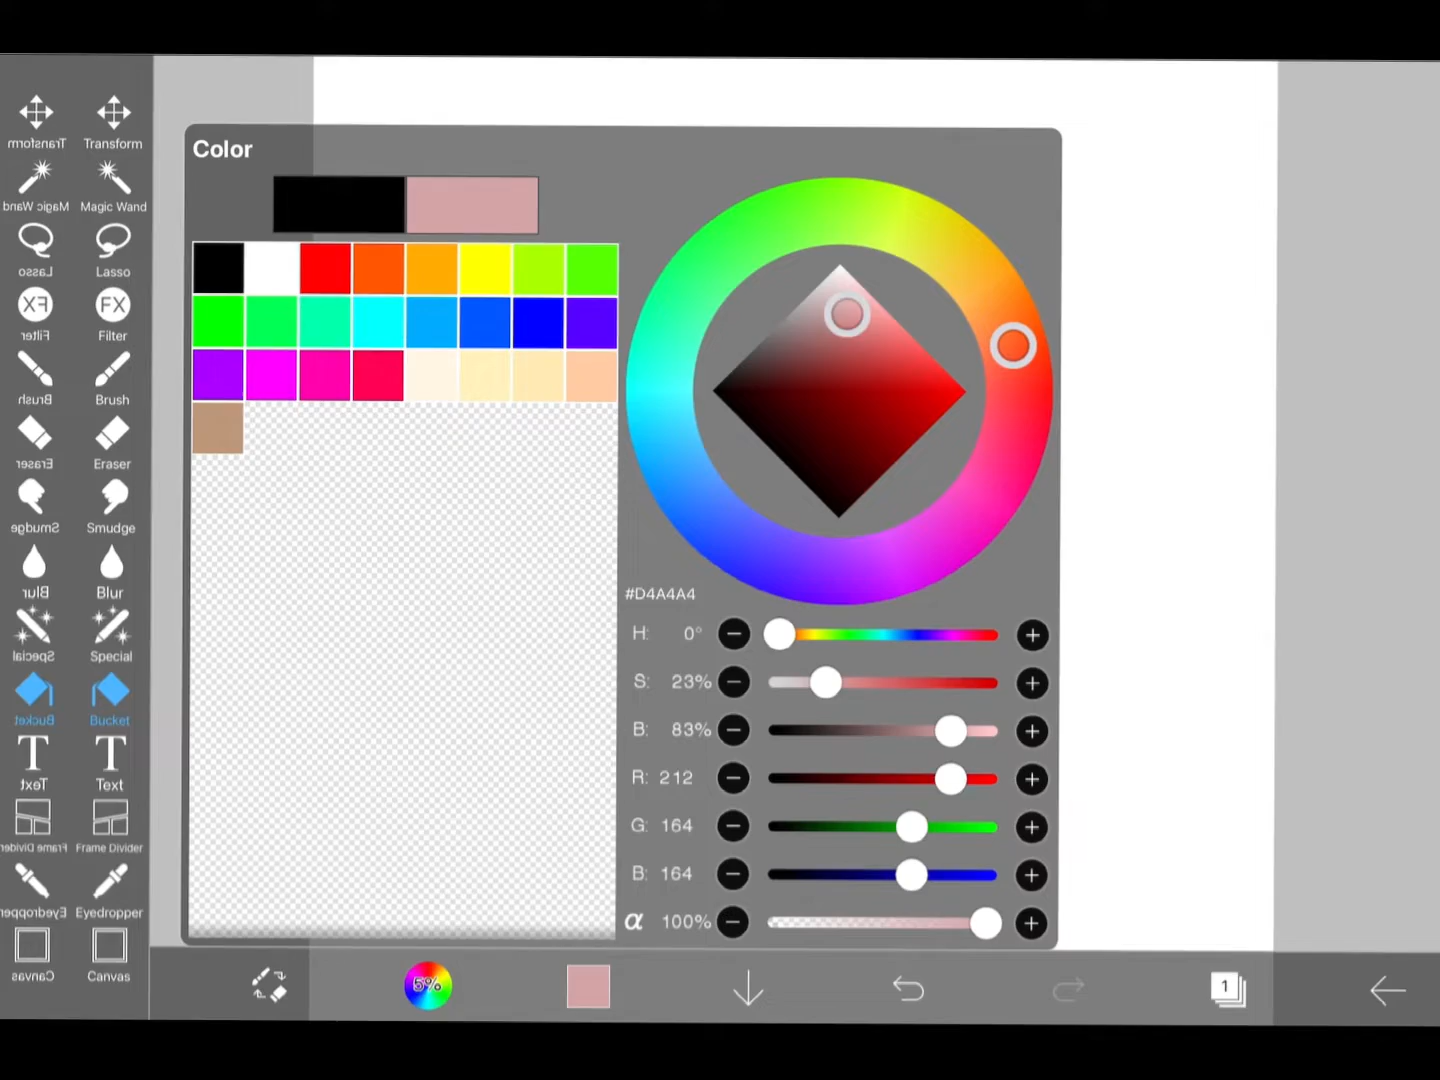 Color
Transform Transform
Magic Wand Magic Wand
Lasso Lasso
FX FX
Filter Filter
Brush Brush
Eraser Eraser
Smudge Smudge
Blur Blur
Special Special
Bucket Bucket
T T
Text Text
Frame Divider Frame Divider
Eyedropper Eyedropper
Canvas Canvas
#D4A4A4
H: 0°
S: 23%
B: 83%
R: 212
G: 164
B: 164
α 100%
5%
1